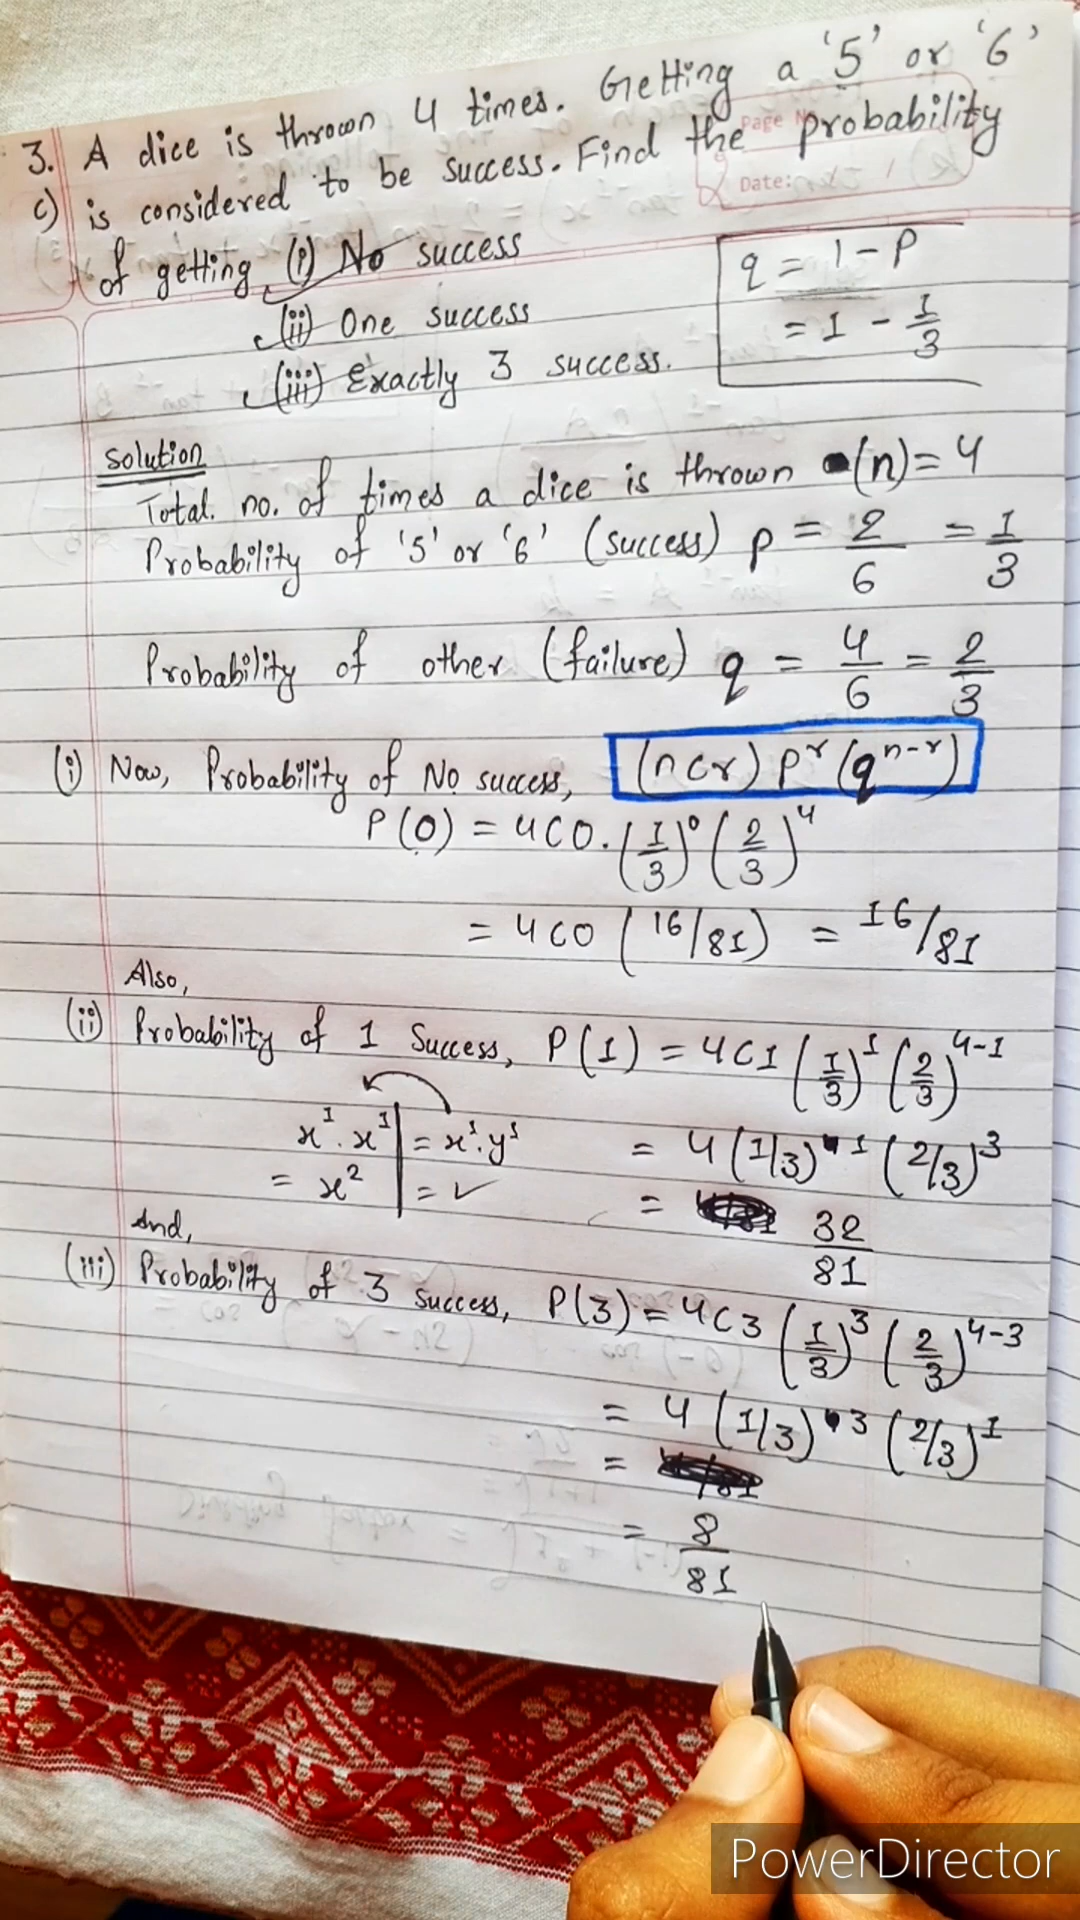 3. A dice is thrown 4 times. Getting a '5' or '6'
c) is considered to be success. Find the probability
Page N
Date:
of getting (i) No success
(ii) One success
(iii) Exactly 3 success.
q = 1 - P
= 1 - 1/3
Solution
Total. no. of times a dice is thrown (n) = 4
Probability of '5' or '6' (success) p = 2/6 = 1/3
Probability of other (failure) q = 4/6 = 2/3
(i) Now, Probability of No success, (ncr) p^r (q^n-r)
P(0) = 4C0. (1/3)^0 (2/3)^4
= 4C0 (16/81) = 16/81
Also,
(ii) Probability of 1 Success, P(1) = 4C1 (1/3)^1 (2/3)^4-1
x^1 . x^1 = x^1 . y^1
= x^2 = ✓
= 4 (1/3)^1 (2/3)^3
= 32/81
And,
(iii) Probability of 3 success, P(3) = 4C3 (1/3)^3 (2/3)^4-3
= 4 (1/3)^3 (2/3)^1
=
= 8/81
PowerDirector